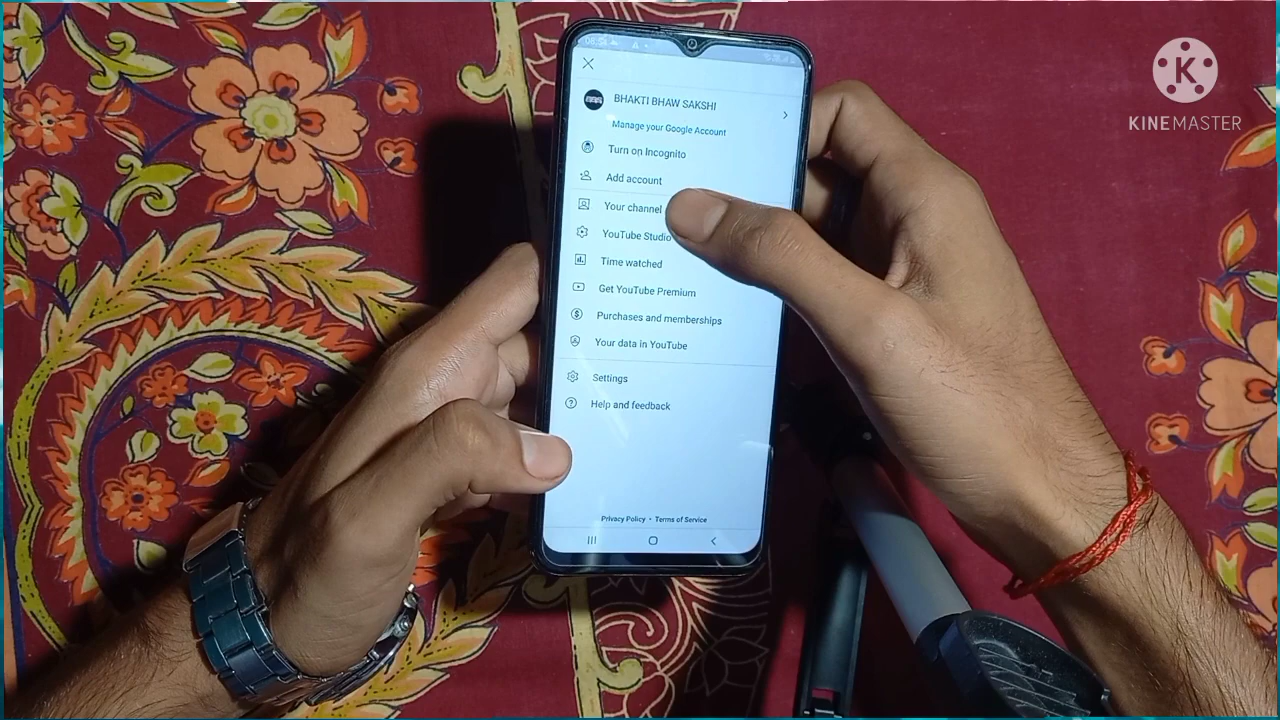 BHAKTI BHAW SAKSHI
Manage your Google Account
Turn on Incognito
Add account
Your channel
YouTube Studio
Time watched
Get YouTube Premium
Purchases and memberships
Your data in YouTube
Settings
Help and feedback
Privacy Policy • Terms of Service
K
KINEMASTER